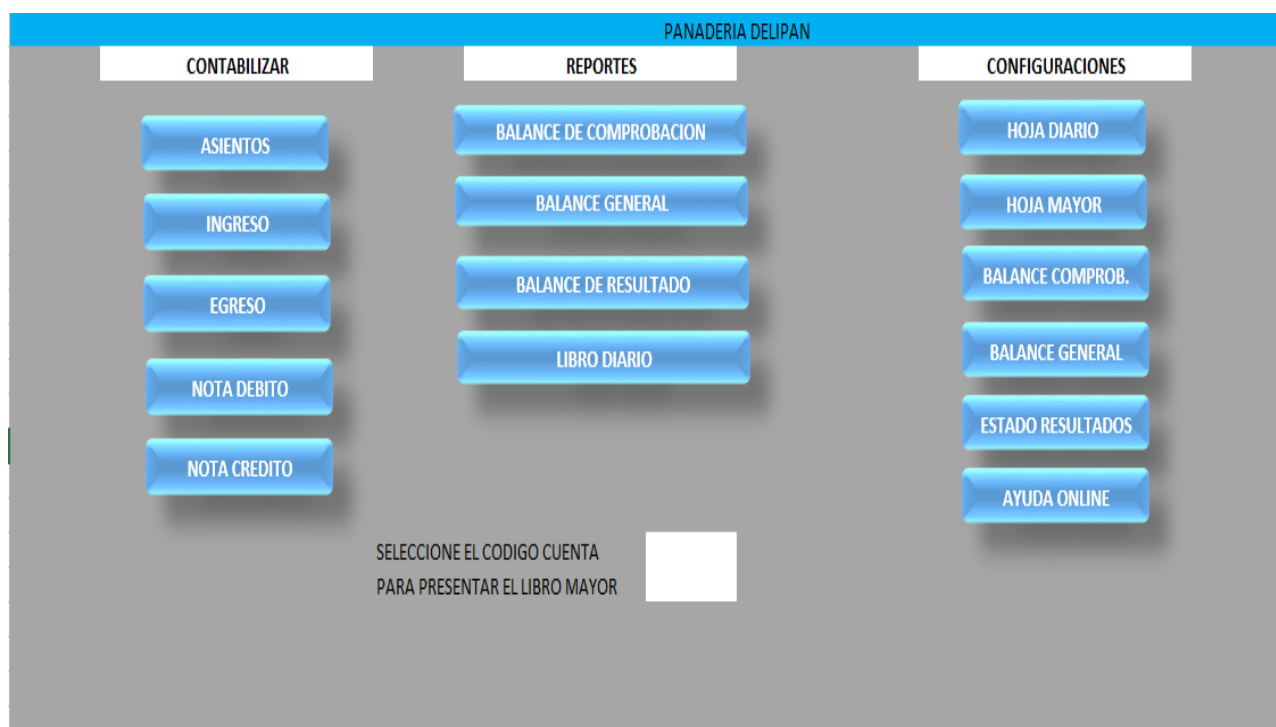 PANADERIA DELIPAN
CONTABILIZAR
ASIENTOS
INGRESO
EGRESO
NOTA DEBITO
NOTA CREDITO
REPORTES
BALANCE DE COMPROBACION
BALANCE GENERAL
BALANCE DE RESULTADO
LIBRO DIARIO
SELECCIONE EL CODIGO CUENTA
PARA PRESENTAR EL LIBRO MAYOR
CONFIGURACIONES
HOJA DIARIO
HOJA MAYOR
BALANCE COMPROB.
BALANCE GENERAL
ESTADO RESULTADOS
AYUDA ONLINE